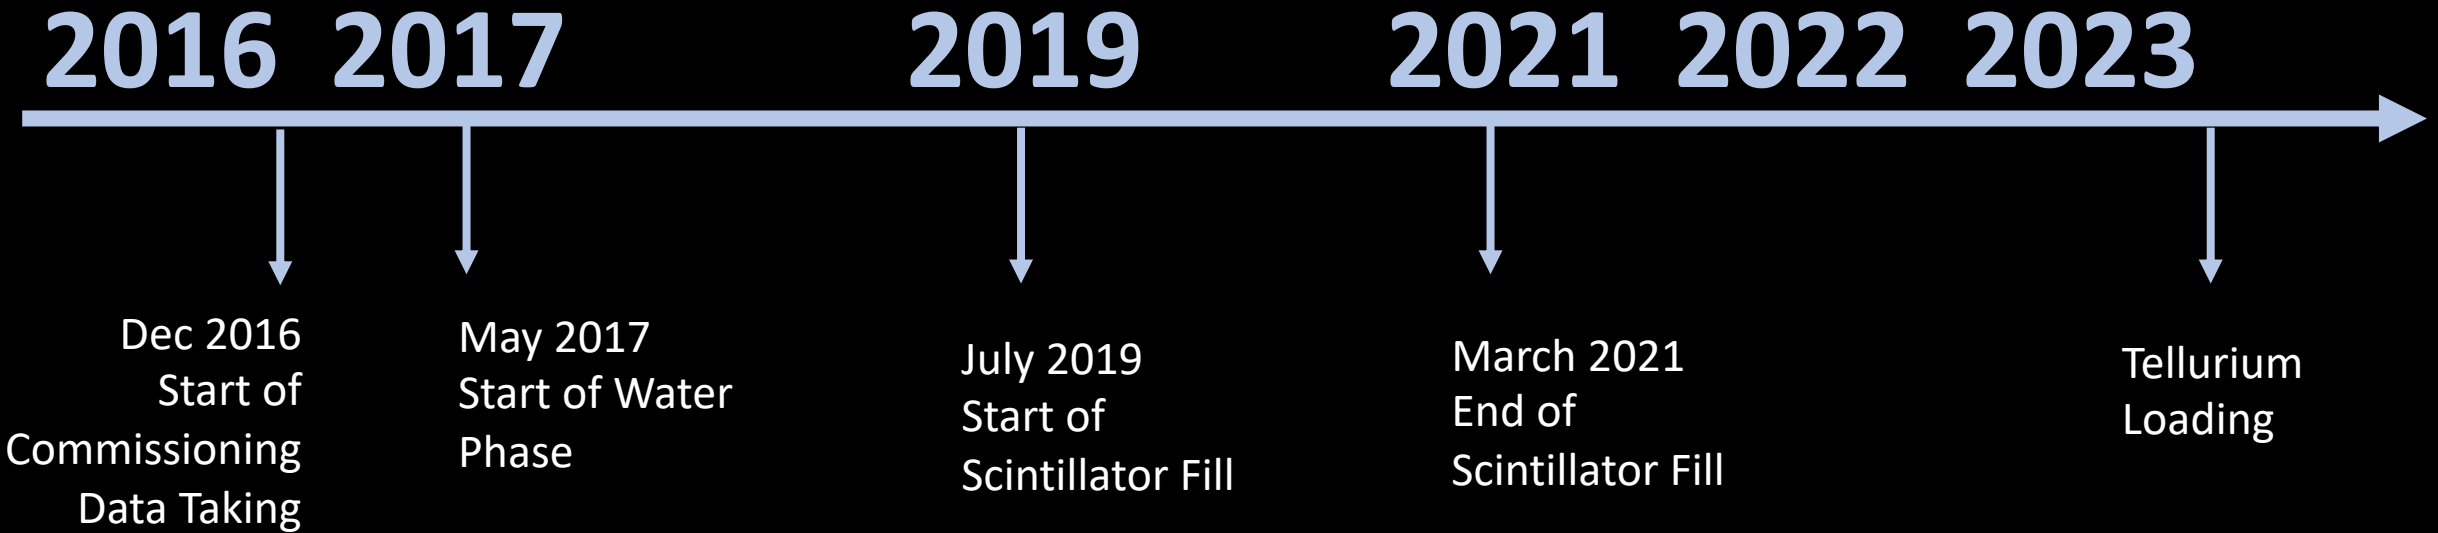 2016 2017 2019 2021 2022 2023
Dec 2016
Start of
Commissioning
Data Taking
May 2017
Start of Water
Phase
July 2019
Start of
Scintillator Fill
March 2021
End of
Scintillator Fill
Tellurium
Loading